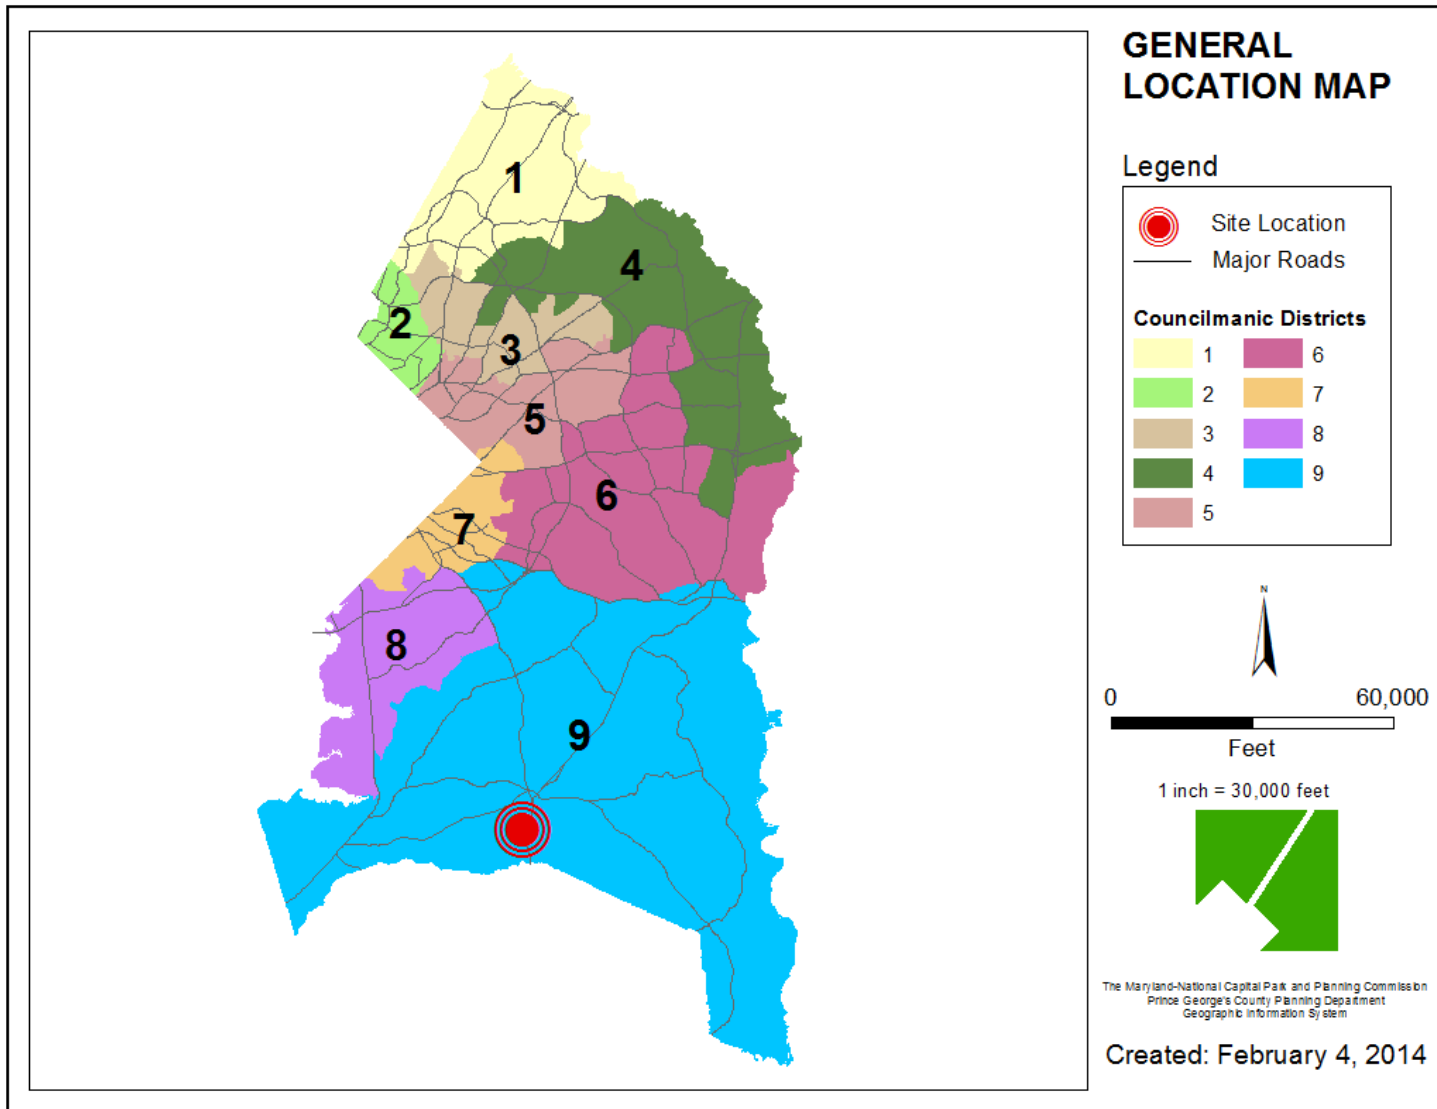 GENERAL
LOCATION MAP
Legend
Site Location
Major Roads
Councilmanic Districts
1 6
2 7
3 8
4 9
5
N
0 60,000
Feet
1 inch = 30,000 feet
The Maryland-National Capital Park and Planning Commission
Prince George's County Planning Department
Geographic Information System
Created: February 4, 2014
1
4
2
3
5
6
7
8
9